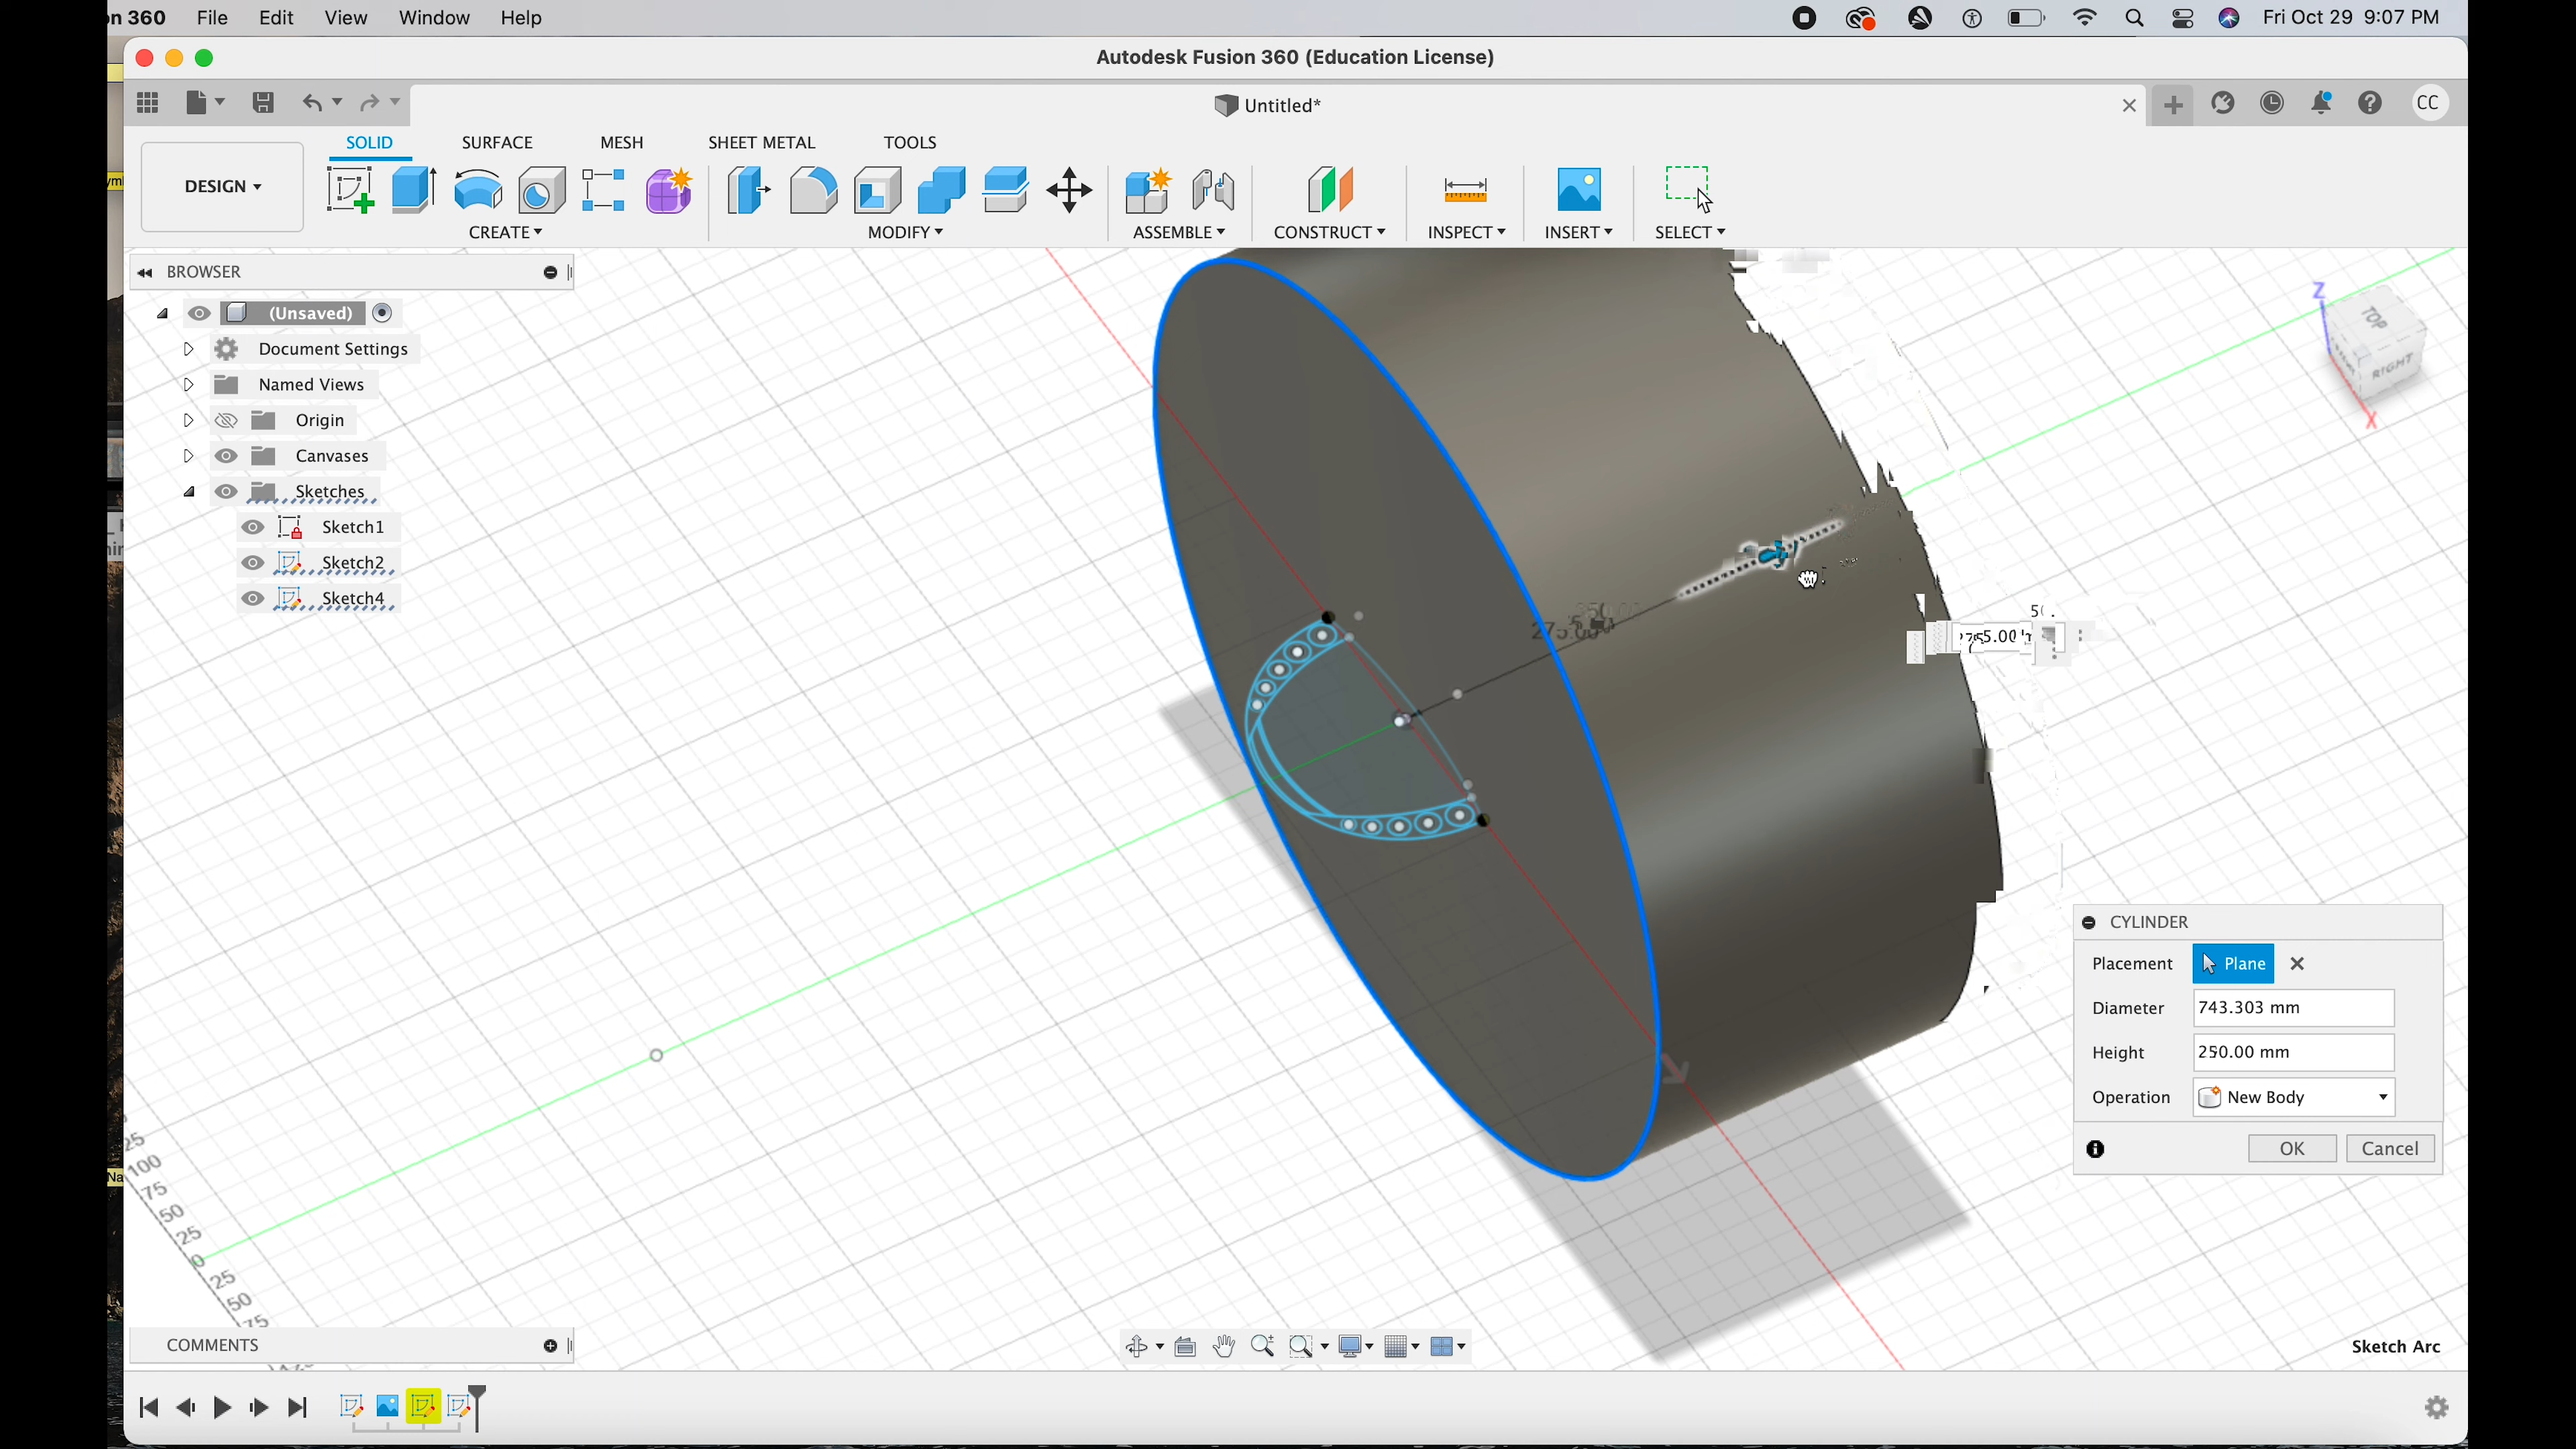 n 360 File Edit View Window Help Fri Oct 29 9:07 PM
Autodesk Fusion 360 (Education License)
Untitled* CC
SOLID SURFACE MESH SHEET METAL TOOLS
DESIGN
CREATE MODIFY ASSEMBLE CONSTRUCT INSPECT INSERT SELECT
BROWSER
(Unsaved)
Document Settings
Named Views
Origin
Canvases
Sketches
Sketch1
Sketch2
Sketch4
Z
TOP
RIGHT
X
CYLINDER
Placement Plane
Diameter 743.303 mm
Height 250.00 mm
Operation New Body
OK Cancel
25
100
75
50
25
0
25
50
75
COMMENTS
Sketch Arc